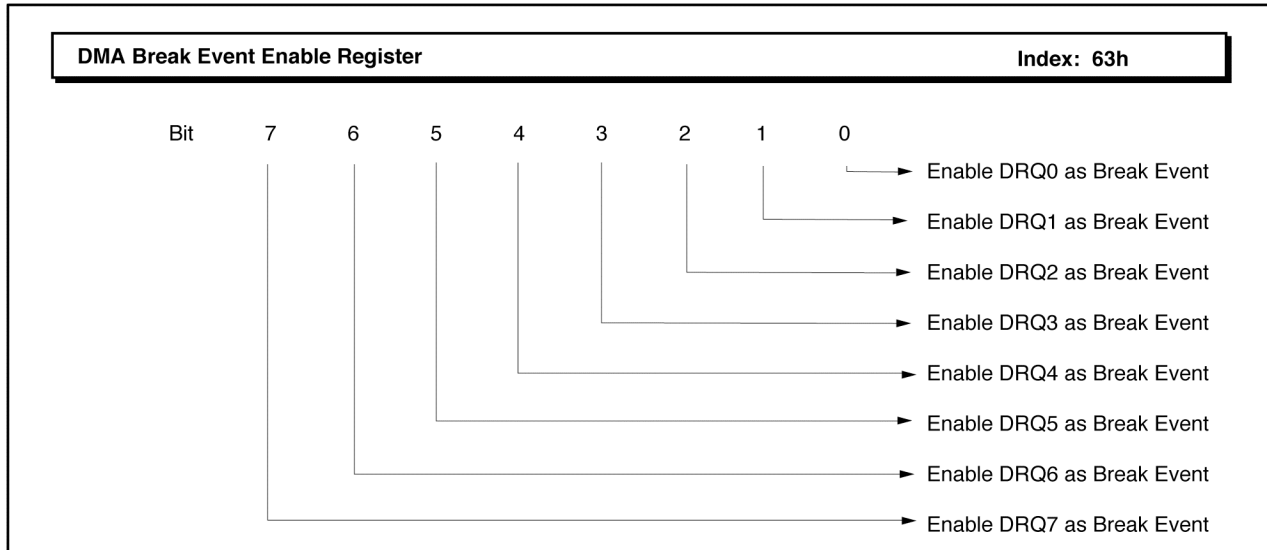 DMA Break Event Enable Register Index: 63h
Bit 7 6 5 4 3 2 1 0
Enable DRQ0 as Break Event
Enable DRQ1 as Break Event
Enable DRQ2 as Break Event
Enable DRQ3 as Break Event
Enable DRQ4 as Break Event
Enable DRQ5 as Break Event
Enable DRQ6 as Break Event
Enable DRQ7 as Break Event